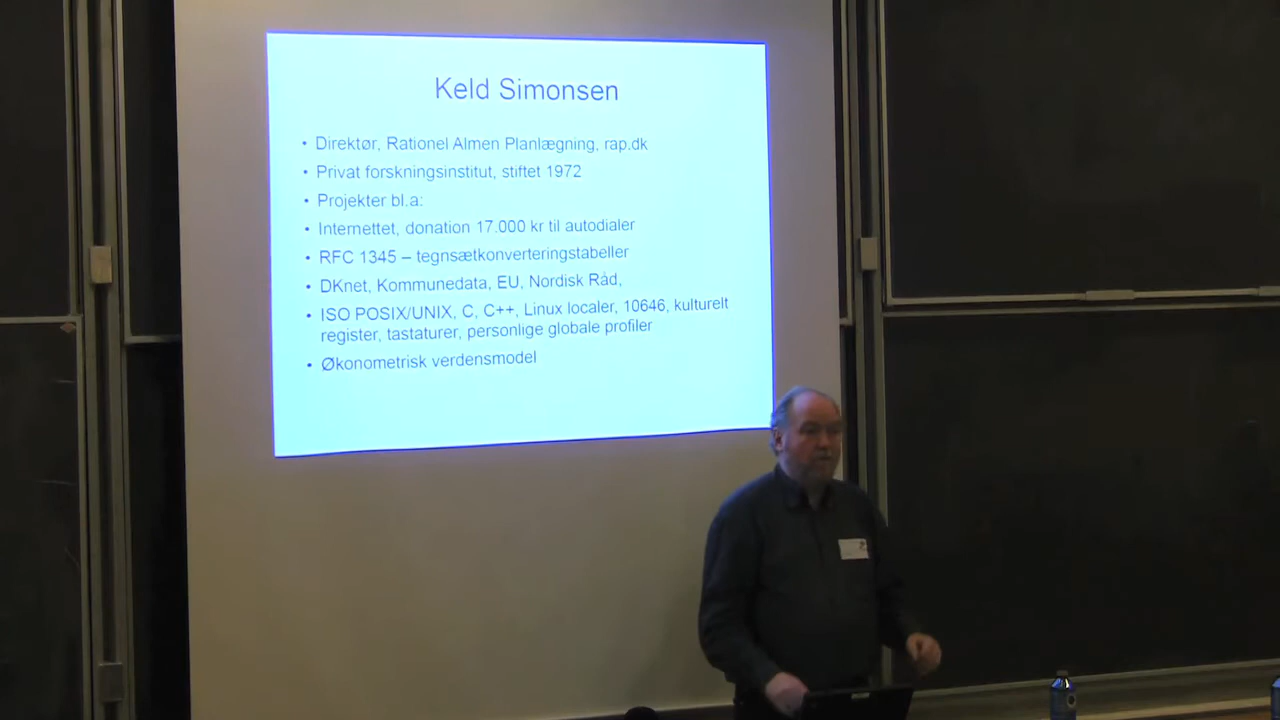 Keld Simonsen
• Direktør, Rationel Almen Planlægning, rap.dk
• Privat forskningsinstitut, stiftet 1972
• Projekter bl.a:
• Internettet, donation 17.000 kr til autodialer
• RFC 1345 – tegnsætkonverteringstabeller
• DKnet, Kommunedata, EU, Nordisk Råd,
• ISO POSIX/UNIX, C, C++, Linux localer, 10646, kulturelt
register, tastaturer, personlige globale profiler
• Økonometrisk verdensmodel